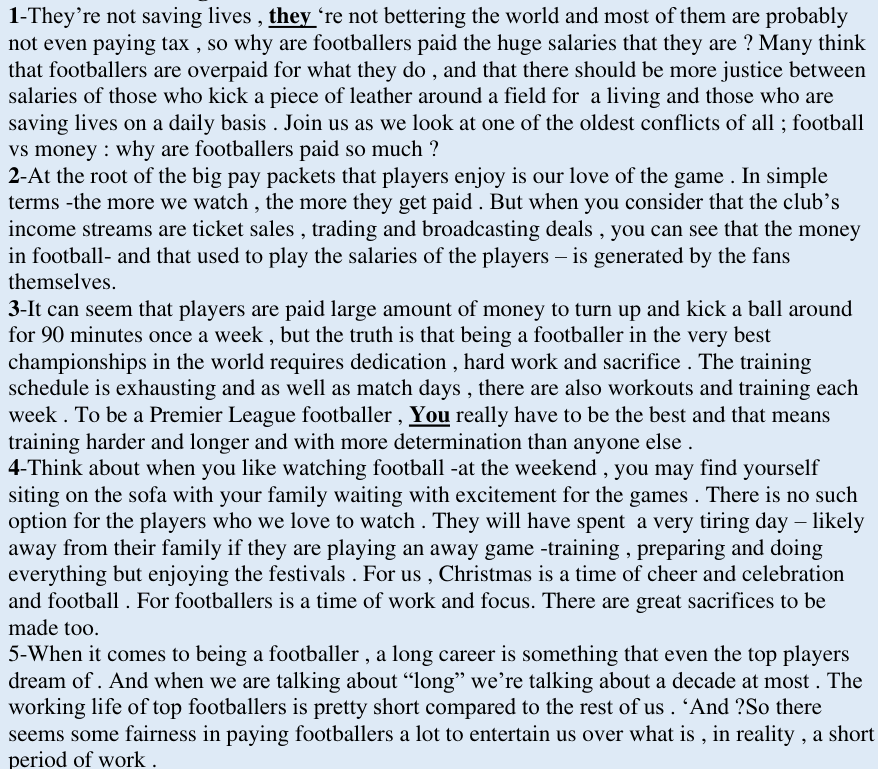 1-They’re not saving lives , they ‘re not bettering the world and most of them are probably
not even paying tax , so why are footballers paid the huge salaries that they are ? Many think
that footballers are overpaid for what they do , and that there should be more justice between
salaries of those who kick a piece of leather around a field for  a living and those who are
saving lives on a daily basis . Join us as we look at one of the oldest conflicts of all ; football
vs money : why are footballers paid so much ?
2-At the root of the big pay packets that players enjoy is our love of the game . In simple
terms -the more we watch , the more they get paid . But when you consider that the club’s
income streams are ticket sales , trading and broadcasting deals , you can see that the money
in football- and that used to play the salaries of the players – is generated by the fans
themselves.
3-It can seem that players are paid large amount of money to turn up and kick a ball around
for 90 minutes once a week , but the truth is that being a footballer in the very best
championships in the world requires dedication , hard work and sacrifice . The training
schedule is exhausting and as well as match days , there are also workouts and training each
week . To be a Premier League footballer , You really have to be the best and that means
training harder and longer and with more determination than anyone else .
4-Think about when you like watching football -at the weekend , you may find yourself
siting on the sofa with your family waiting with excitement for the games . There is no such
option for the players who we love to watch . They will have spent  a very tiring day – likely
away from their family if they are playing an away game -training , preparing and doing
everything but enjoying the festivals . For us , Christmas is a time of cheer and celebration
and football . For footballers is a time of work and focus. There are great sacrifices to be
made too.
5-When it comes to being a footballer , a long career is something that even the top players
dream of . And when we are talking about “long” we’re talking about a decade at most . The
working life of top footballers is pretty short compared to the rest of us . ‘And ?So there
seems some fairness in paying footballers a lot to entertain us over what is , in reality , a short
period of work .